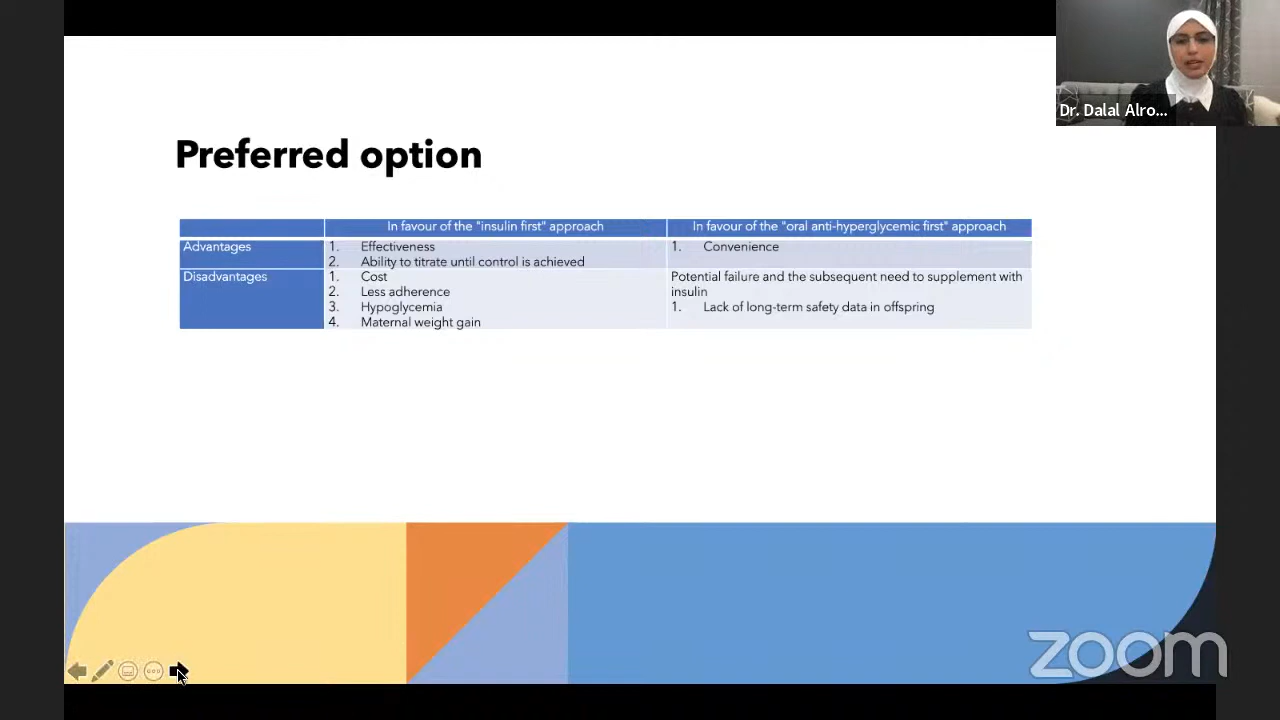 Dr. Dalal Alro...
Preferred option
In favour of the "insulin first" approach
In favour of the "oral anti-hyperglycemic first" approach
Advantages
1. Effectiveness
2. Ability to titrate until control is achieved
1. Convenience
Disadvantages
1. Cost
2. Less adherence
3. Hypoglycemia
4. Maternal weight gain
Potential failure and the subsequent need to supplement with
insulin
1. Lack of long-term safety data in offspring
zoom